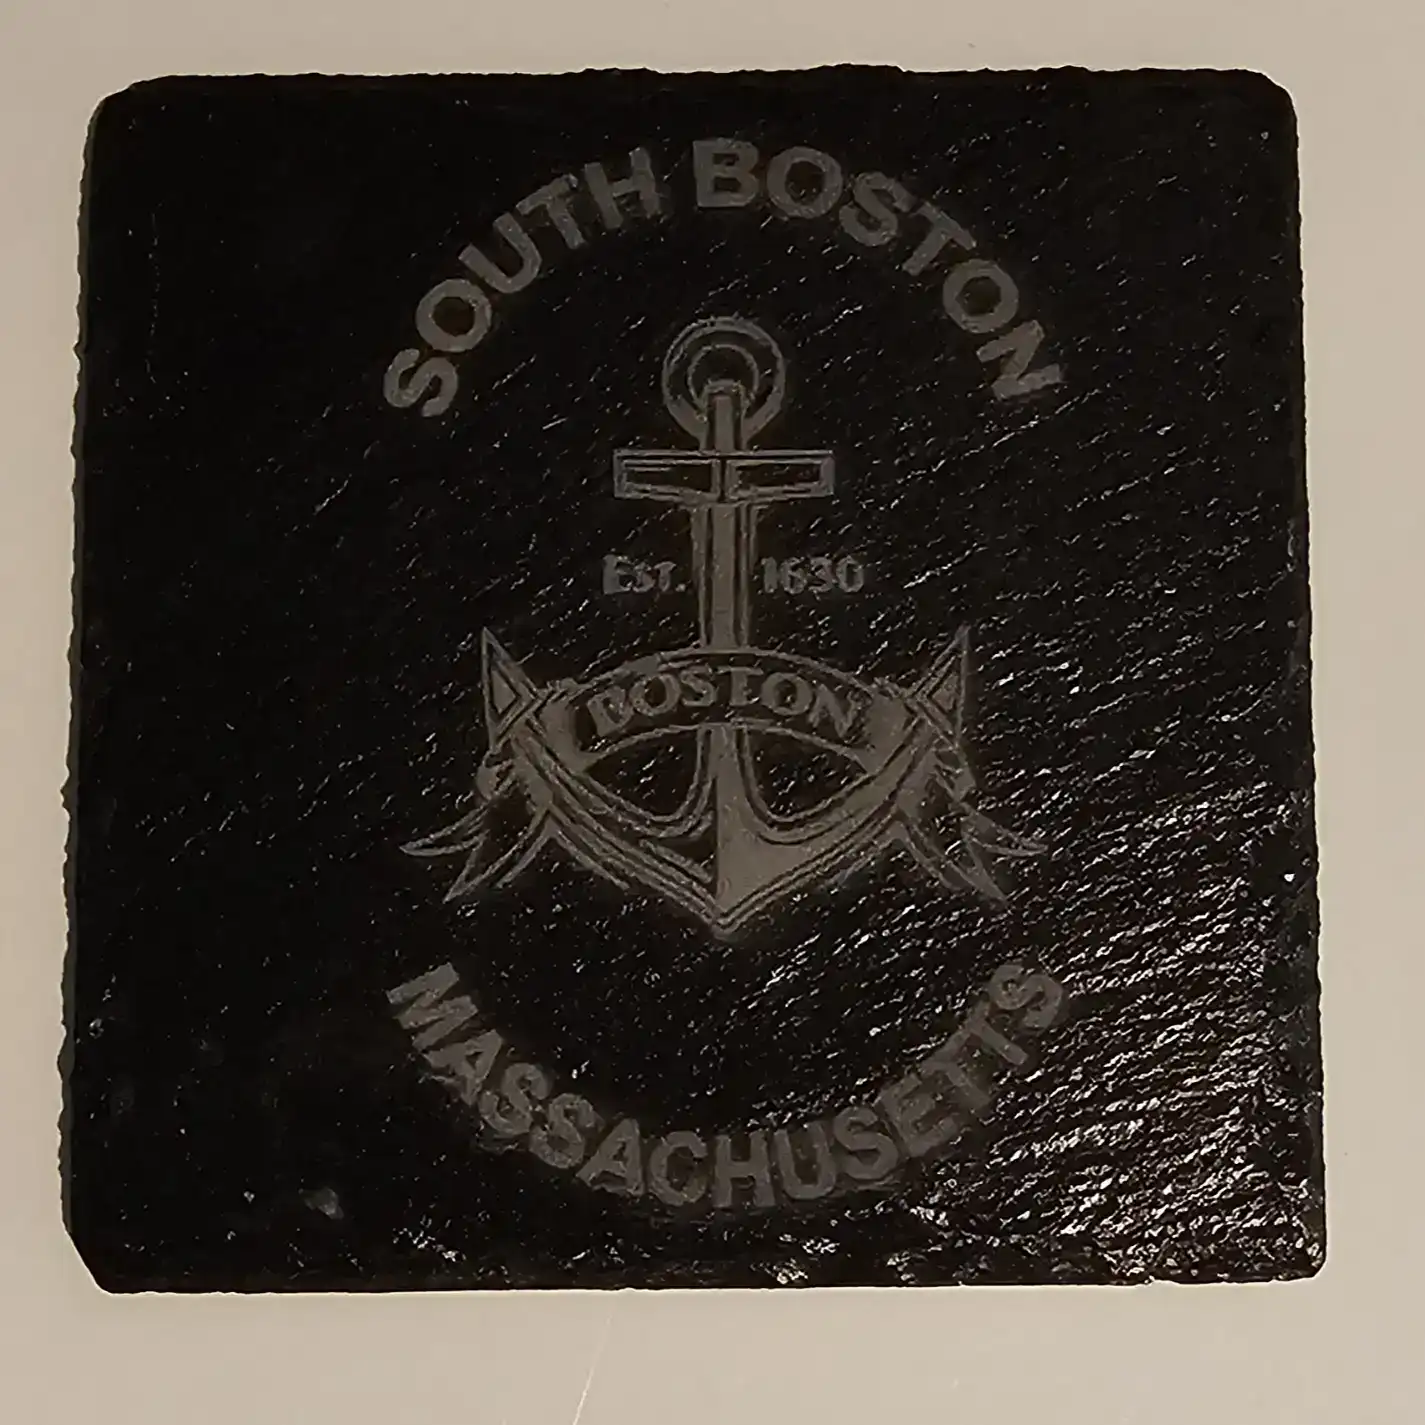 SOUTH BOSTON
EST. 1630
BOSTON
MASSACHUSETTS